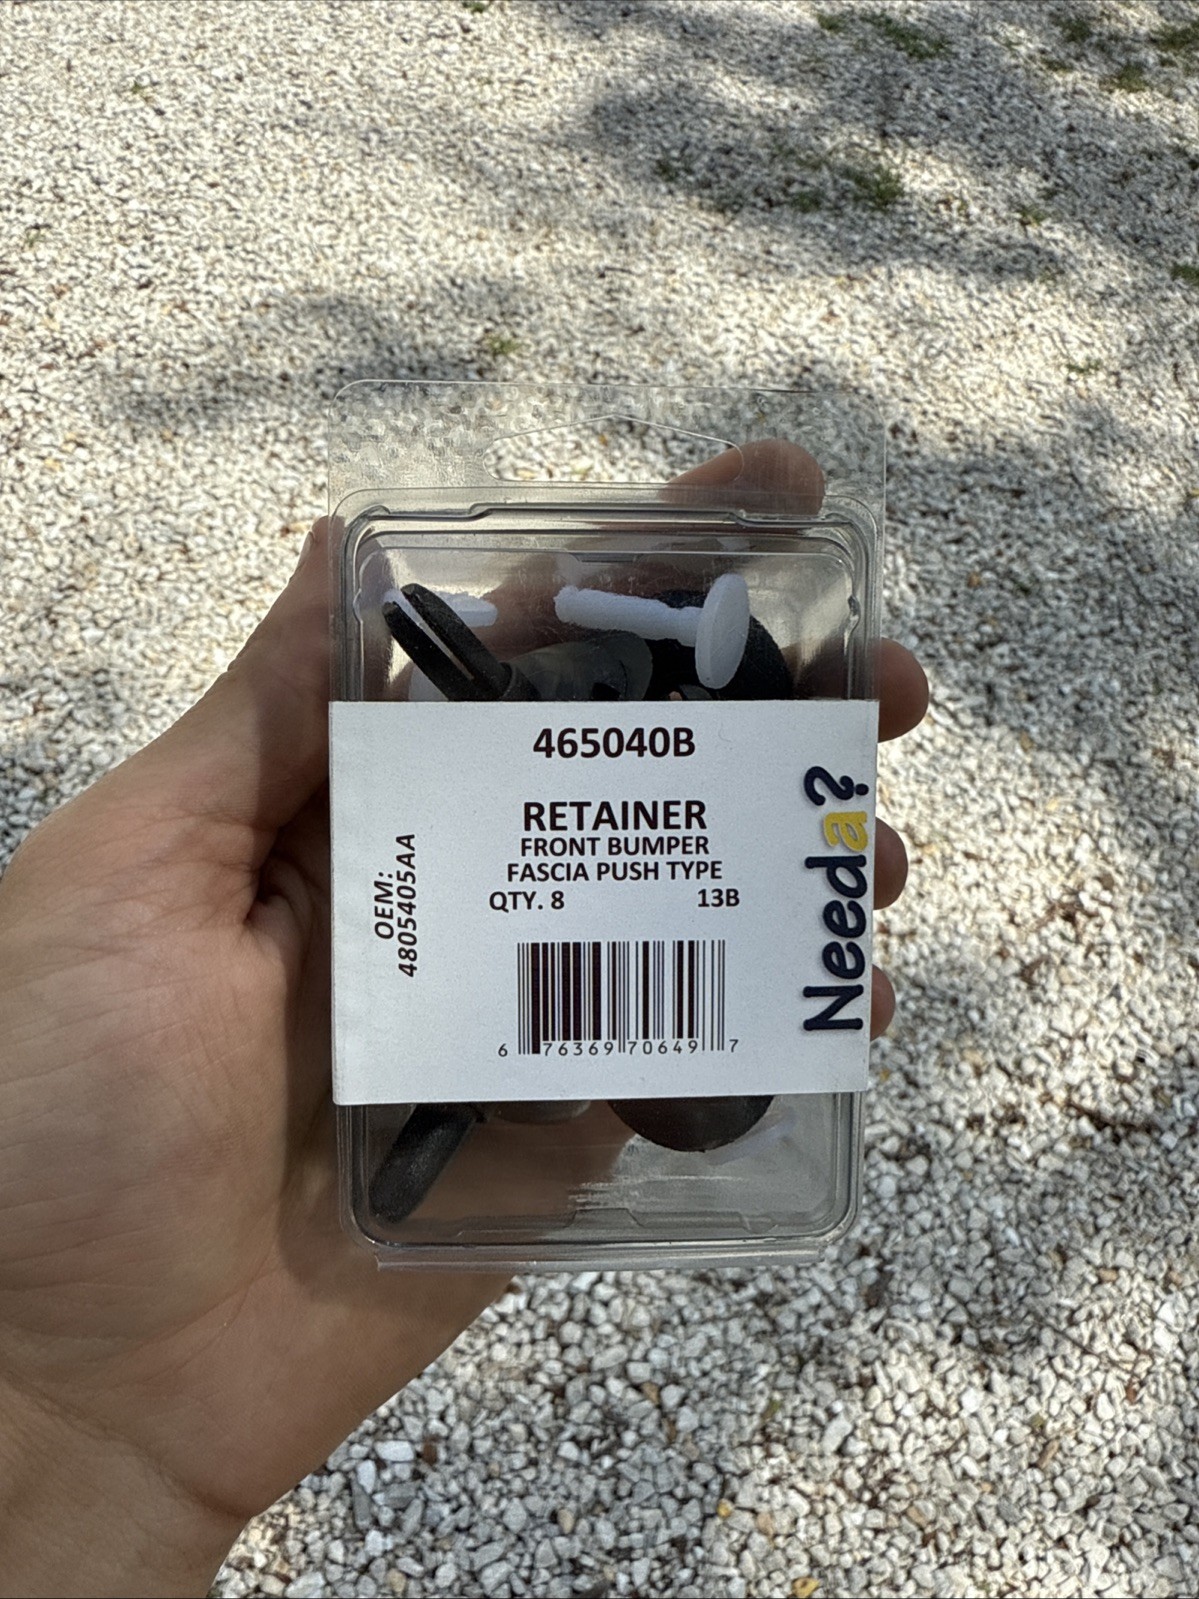 465040B
RETAINER
FRONT BUMPER
FASCIA PUSH TYPE
QTY. 8 13B
OEM:
4805405AA
Needa?
6 76369 70649 7